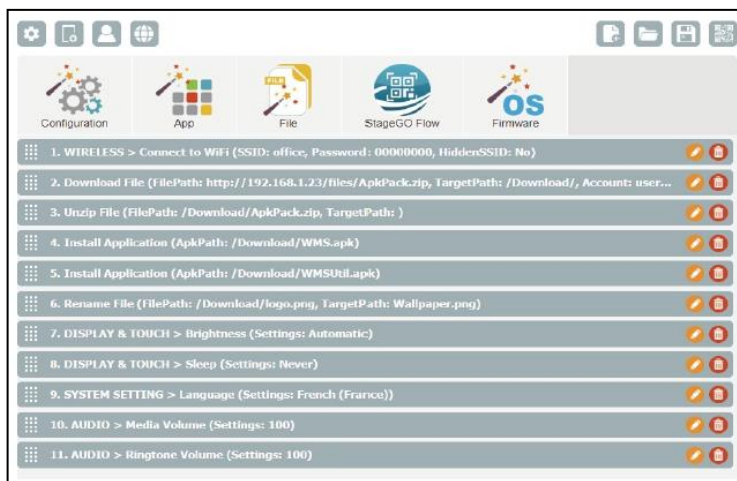 FILE
OS
Configuration App File StageGO Flow Firmware
1. WIRELESS > Connect to WiFi (SSID: office, Password: 00000000, HiddenSSID: No)
2. Download File (FilePath: http://192.168.1.23/files/ApkPack.zip, TargetPath: /Download/, Account: user...
3. Unzip File (FilePath: /Download/ApkPack.zip, TargetPath: )
4. Install Application (ApkPath: /Download/WMS.apk)
5. Install Application (ApkPath: /Download/WMSUtil.apk)
6. Rename File (FilePath: /Download/logo.png, TargetPath: Wallpaper.png)
7. DISPLAY & TOUCH > Brightness (Settings: Automatic)
8. DISPLAY & TOUCH > Sleep (Settings: Never)
9. SYSTEM SETTING > Language (Settings: French (France))
10. AUDIO > Media Volume (Settings: 100)
11. AUDIO > Ringtone Volume (Settings: 100)